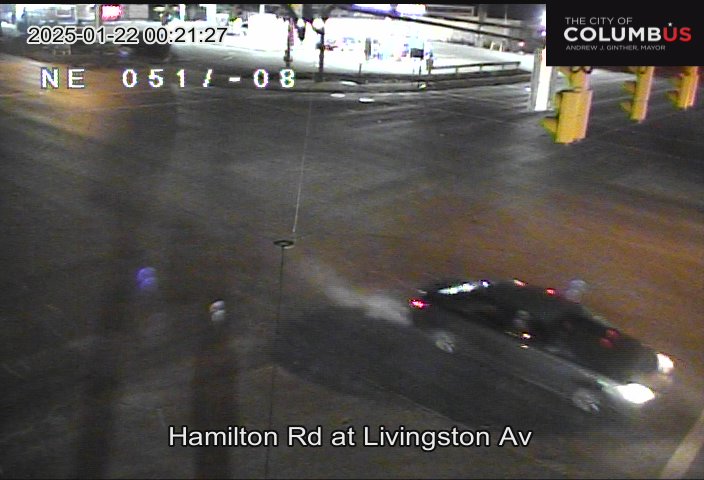 2025-01-22 00:21:27
THE CITY OF
COLUMBUS
ANDREW J. GINTHER, MAYOR
NE 051/-08
Hamilton Rd at Livingston Av